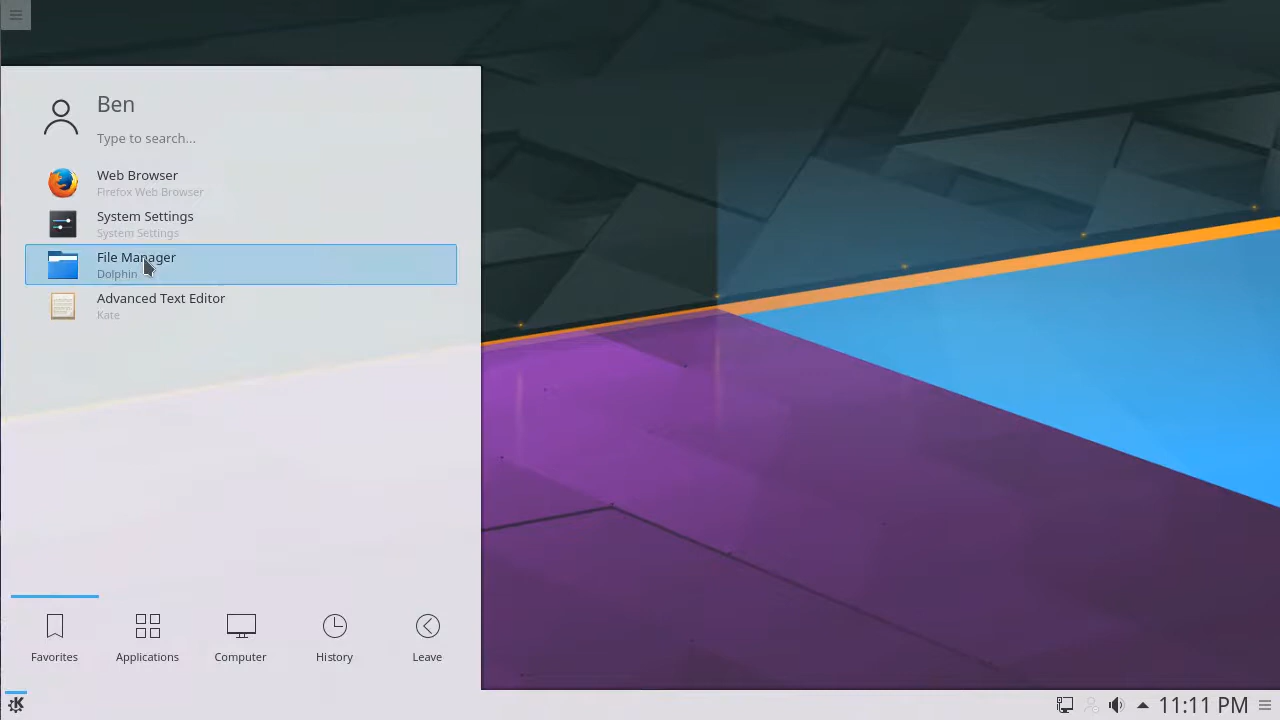 Ben
Type to search...
Web Browser
Firefox Web Browser
System Settings
System Settings
File Manager
Dolphin
Advanced Text Editor
Kate
Favorites
Applications
Computer
History
Leave
11:11 PM